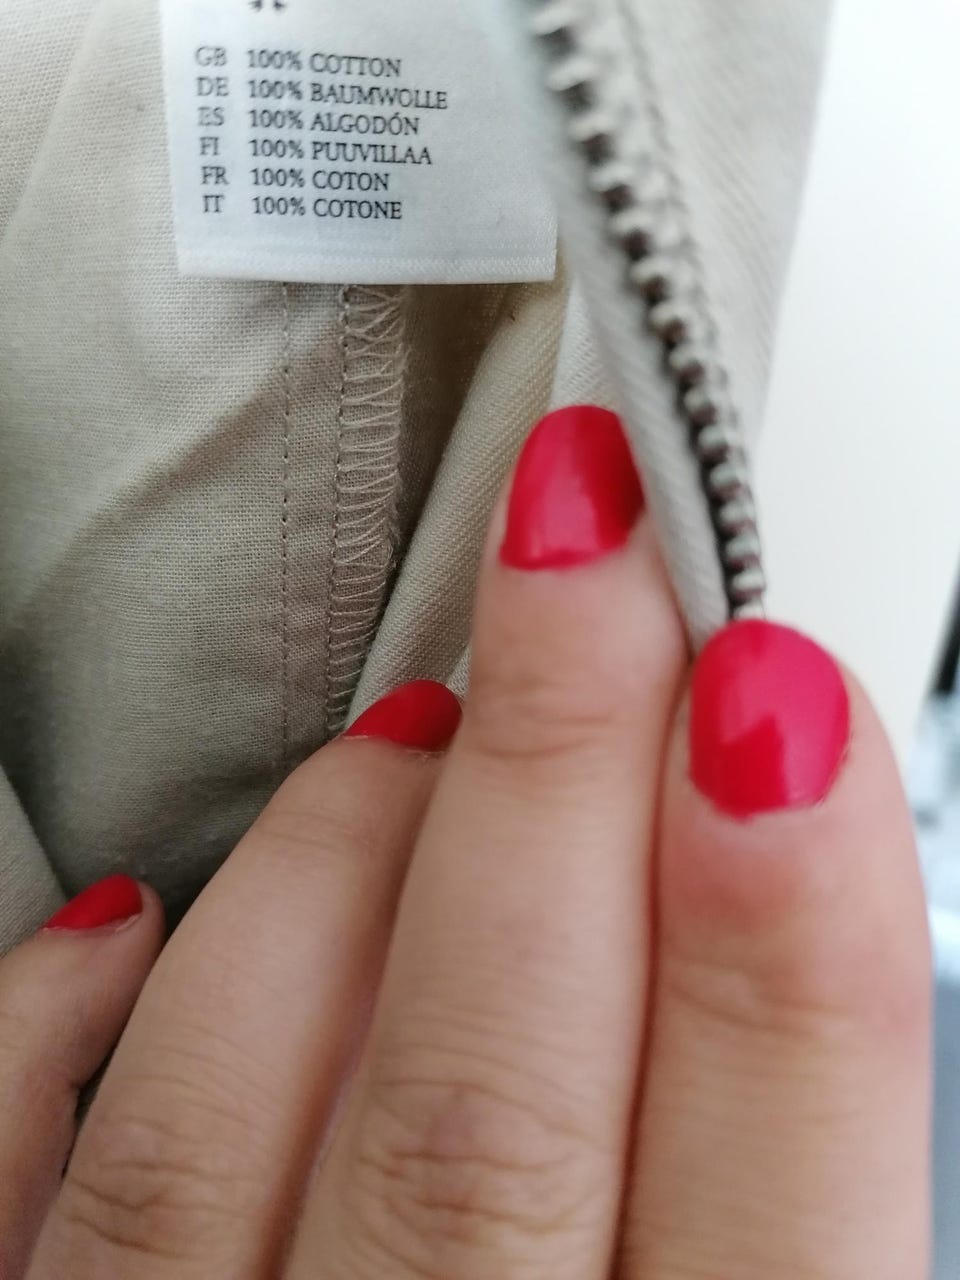 GB 100% COTTON
DE 100% BAUMWOLLE
ES 100% ALGODÓN
FI 100% PUUVILLAA
FR 100% COTON
IT 100% COTONE